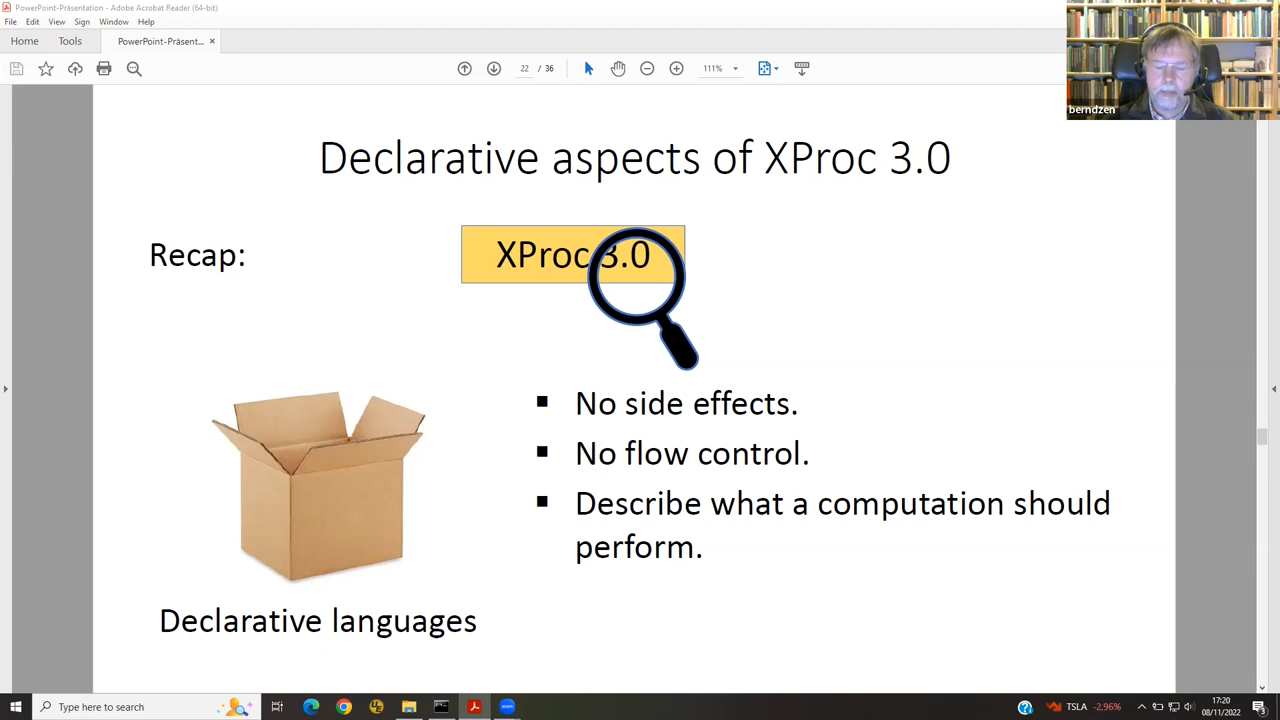 PowerPoint-Präsentation - Adobe Acrobat Reader (64-bit)
File Edit View Sign Window Help
Home Tools PowerPoint-Präsent... ×
22 / 36 111%
berndzen
Declarative aspects of XProc 3.0
Recap:
XProc 3.0
▪ No side effects.
▪ No flow control.
▪ Describe what a computation should
perform.
Declarative languages
Type here to search
TSLA -2,96%
17:20
08/11/2022